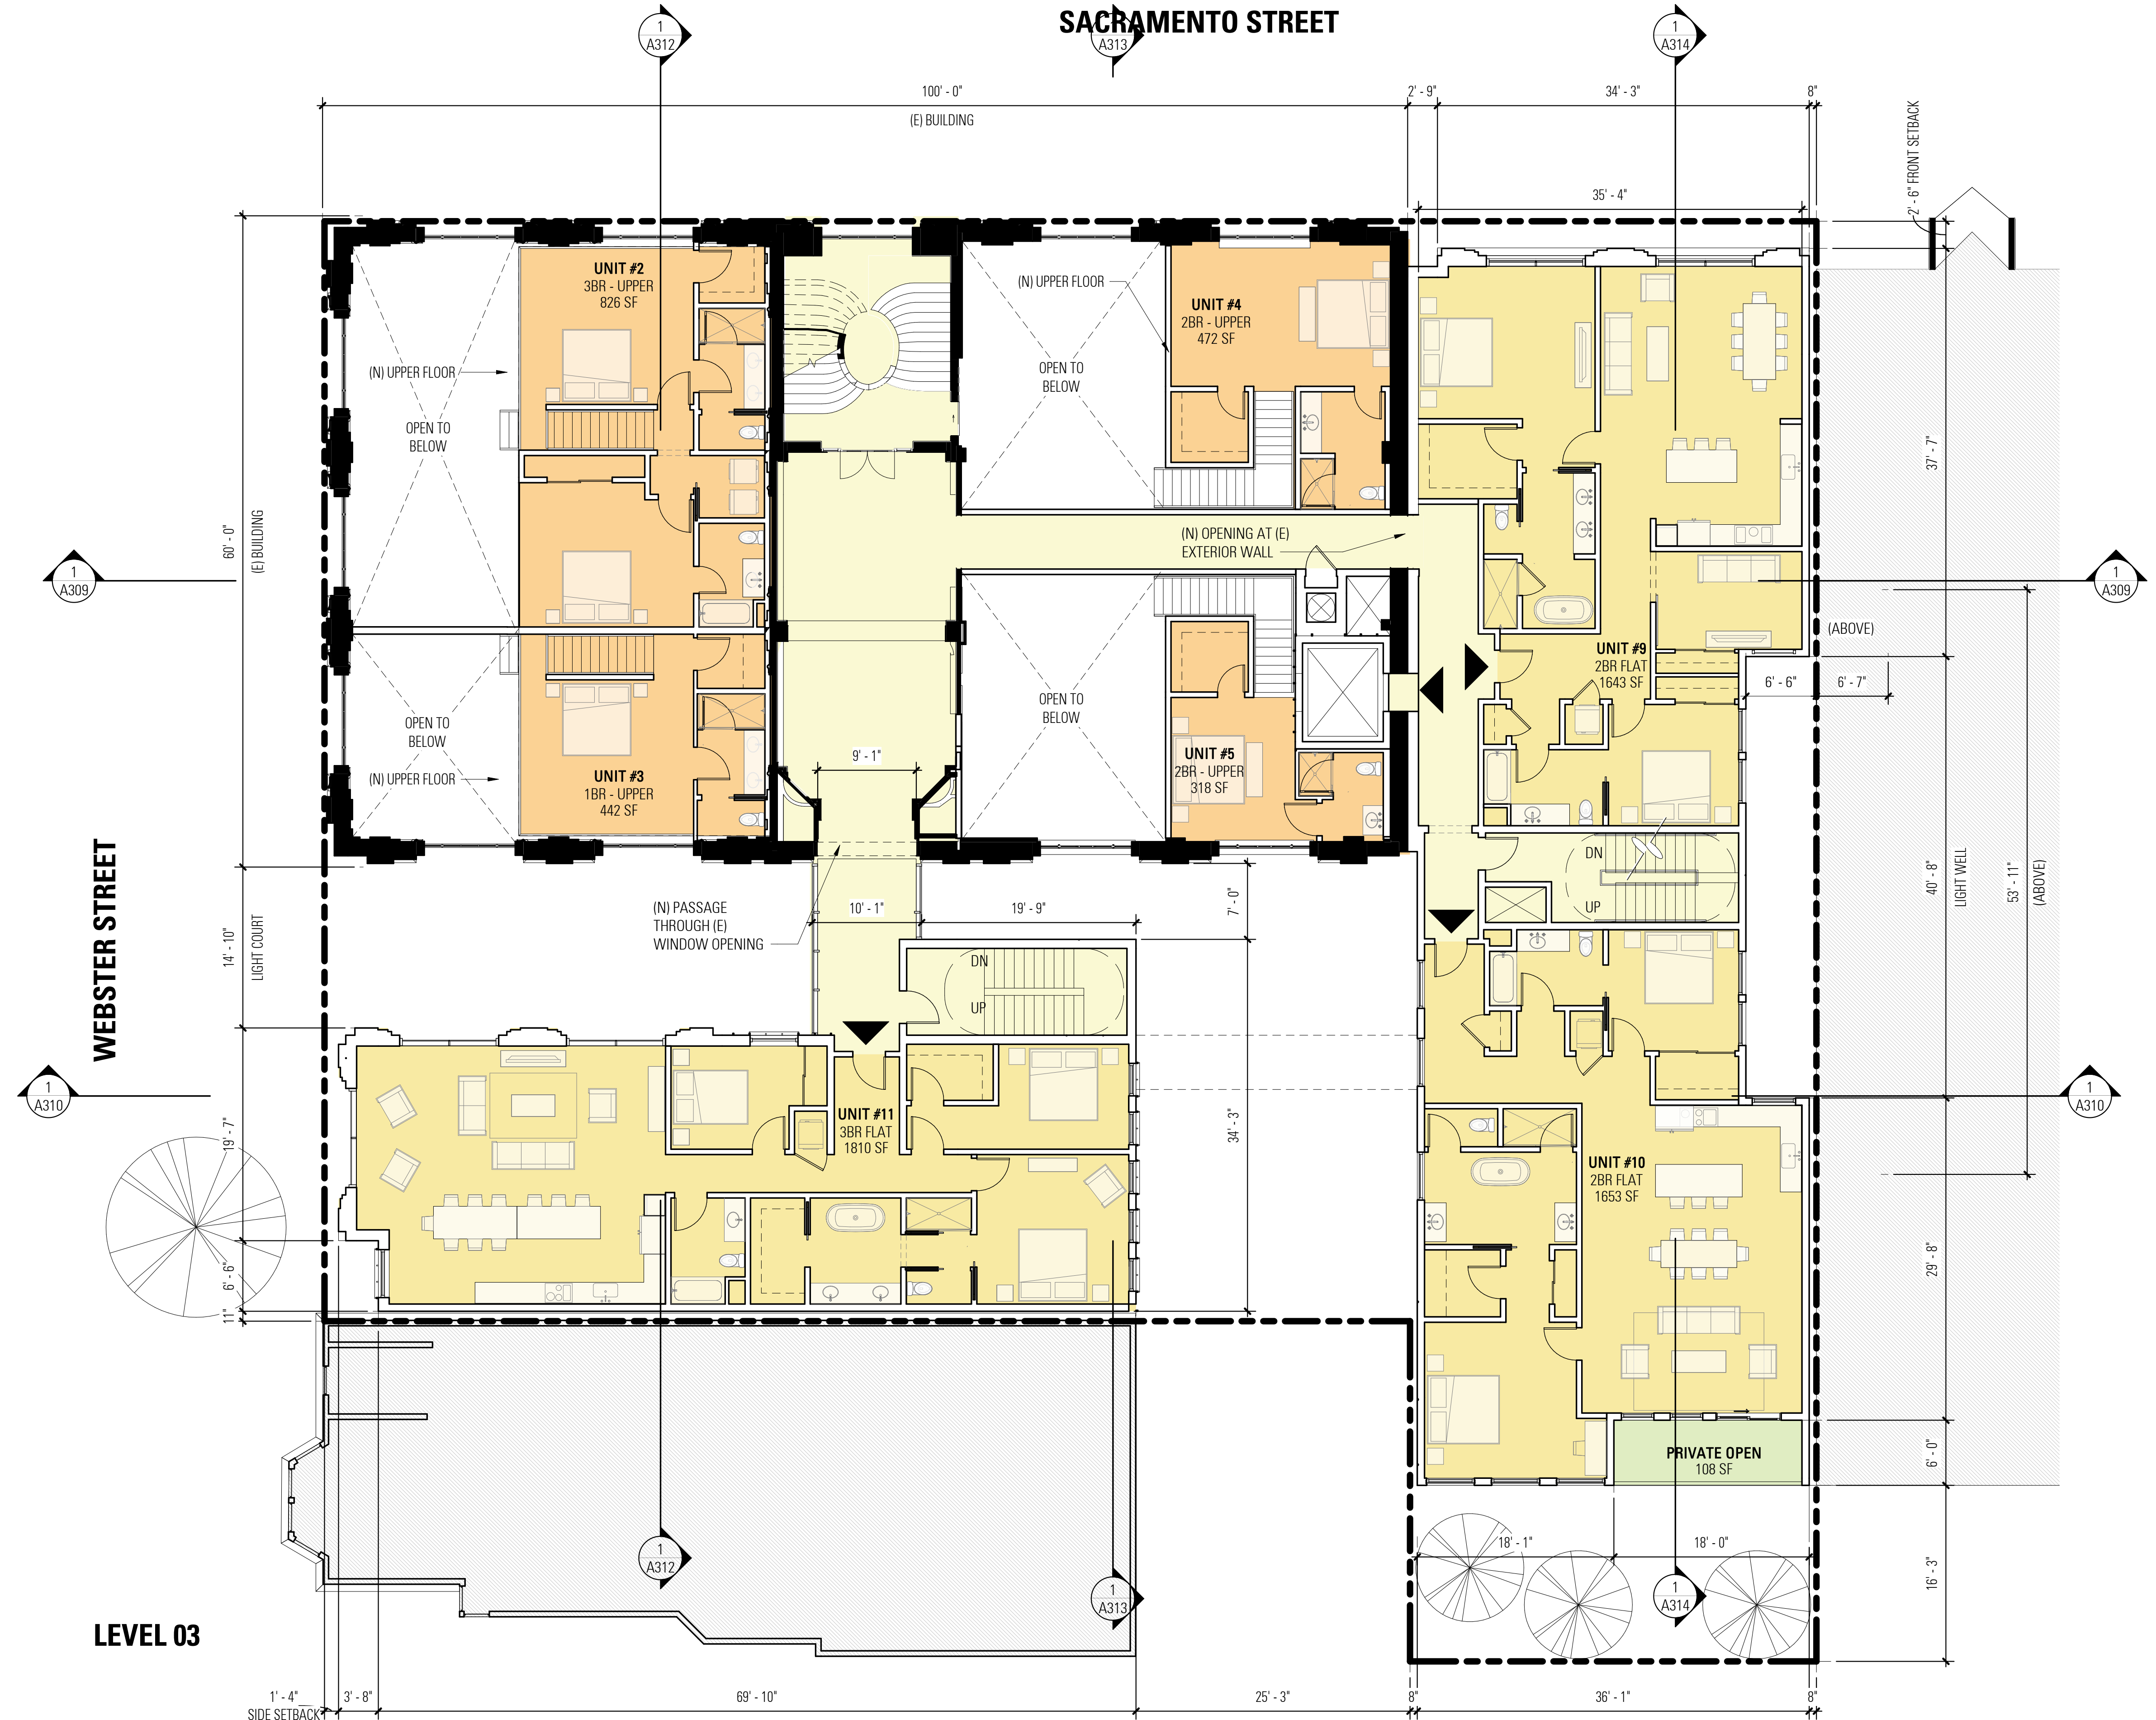 SACRAMENTO STREET
1
A312
1
A313
1
A314
100' - 0"
(E) BUILDING
2' - 9"
34' - 3"
8"
2' - 6" FRONT SETBACK
35' - 4"
UNIT #2
3BR - UPPER
826 SF
(N) UPPER FLOOR
OPEN TO
BELOW
(N) UPPER FLOOR
UNIT #4
2BR - UPPER
472 SF
OPEN TO
BELOW
37' - 7"
60' - 0"
(E) BUILDING
(N) OPENING AT (E)
EXTERIOR WALL
1
A309
1
A309
(ABOVE)
UNIT #9
2BR FLAT
1643 SF
6' - 6"
6' - 7"
OPEN TO
BELOW
(N) UPPER FLOOR
UNIT #3
1BR - UPPER
442 SF
9' - 1"
OPEN TO
BELOW
UNIT #5
2BR - UPPER
318 SF
DN
UP
40' - 8"
LIGHT WELL
53' - 11"
(ABOVE)
WEBSTER STREET
14' - 10"
LIGHT COURT
(N) PASSAGE
THROUGH (E)
WINDOW OPENING
10' - 1"
19' - 9"
7' - 0"
DN
UP
1
A310
1
A310
UNIT #11
3BR FLAT
1810 SF
34' - 3"
19' - 7"
6' - 6"
11"
UNIT #10
2BR FLAT
1653 SF
29' - 8"
PRIVATE OPEN
108 SF
6' - 0"
18' - 1"
18' - 0"
16' - 3"
1
A312
1
A313
1
A314
LEVEL 03
1' - 4"
SIDE SETBACK
3' - 8"
69' - 10"
25' - 3"
8"
36' - 1"
8"